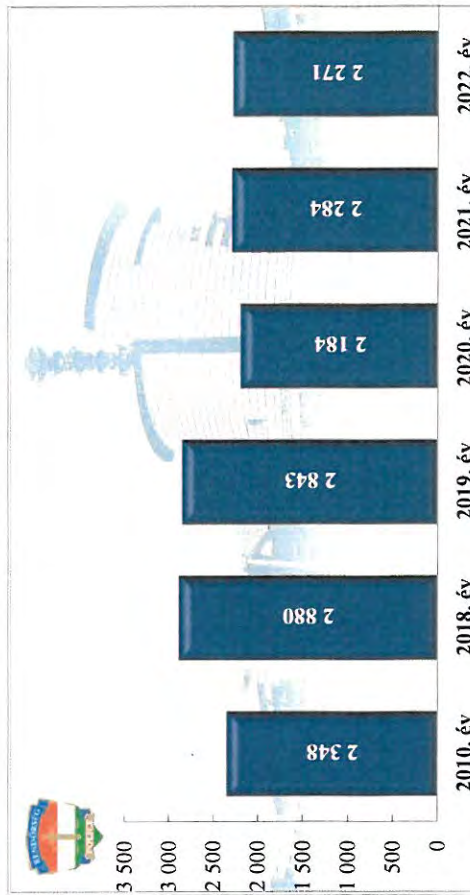 RENDŐRSÉG
3 500
3 000
2 500
2 000
1 500
1 000
500
0
2 348
2 880
2 843
2 184
2 284
2 271
2010. év
2018. év
2019. év
2020. év
2021. év
2022. év